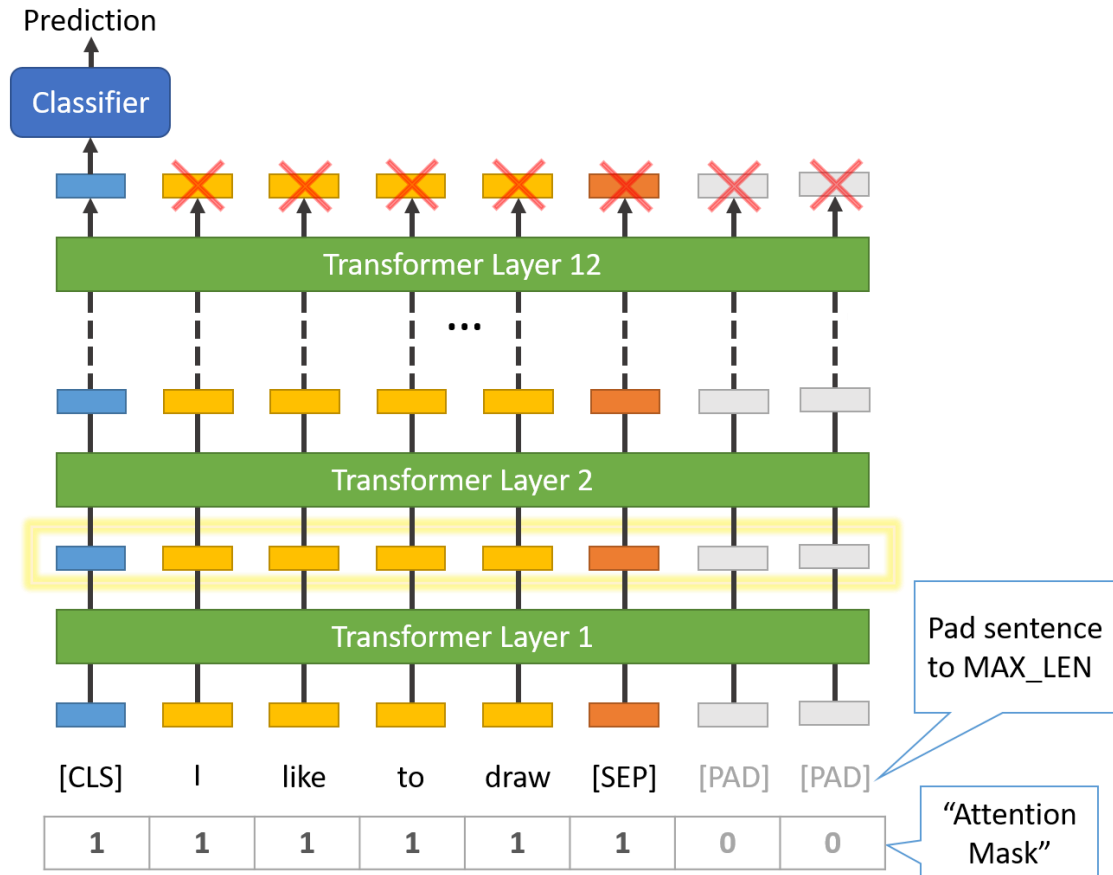 Prediction
Classifier
Transformer Layer 12
...
Transformer Layer 2
Transformer Layer 1
Pad sentence
to MAX_LEN
[CLS] I like to draw [SEP] [PAD] [PAD]
1 1 1 1 1 1 0 0
“Attention
Mask”